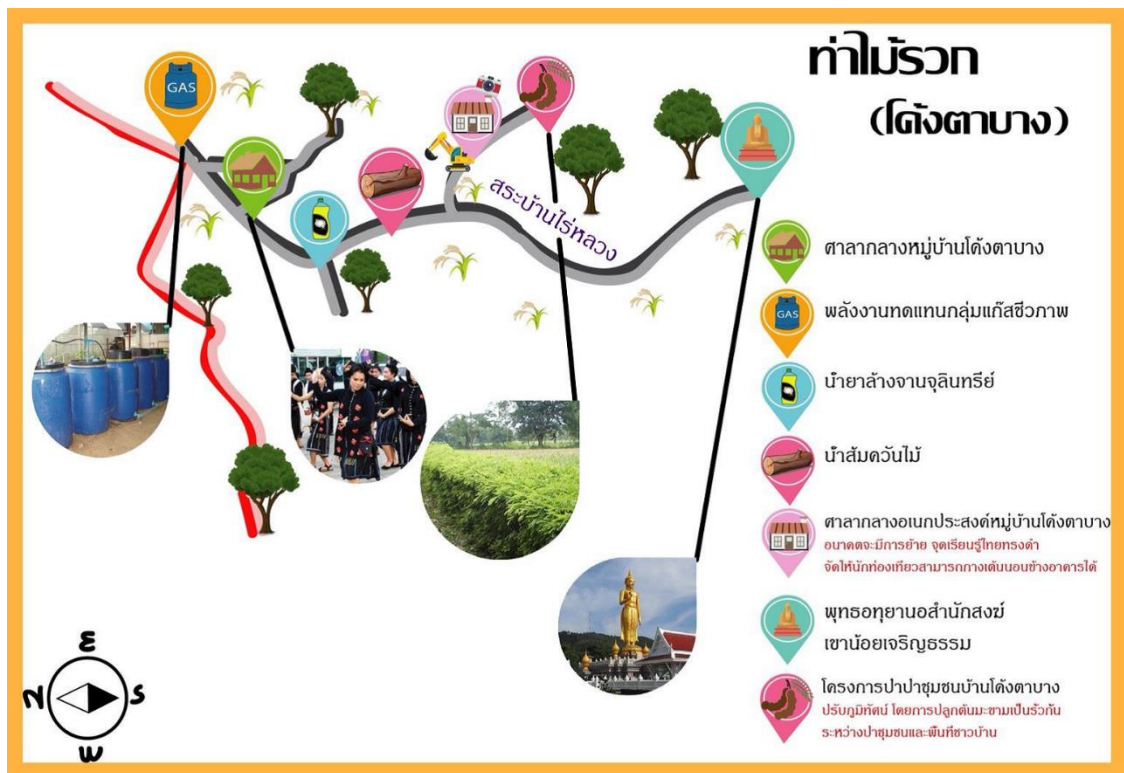 ท่าไม้รวก
(โค้งตาบาง)
GAS
สระบ้านไร่หลวง
ศาลากลางหมู่บ้านโค้งตาบาง
GAS
พลังงานทดแทนกลุ่มแก๊สชีวภาพ
น้ำยาล้างจานจุลินทรีย์
น้ำส้มควันไม้
ศาลากลางอเนกประสงค์หมู่บ้านโค้งตาบาง
อนาคตจะมีการย้าย จุดเรียนรู้ไทยทรงดำ
จัดให้นักท่องเที่ยวสามารถกางเต้นนอนข้างอาคารได้
พุทธอุทยานอสำนักสงฆ์
เขาน้อยเจริญธรรม
โครงการป่าปาชุมชนบ้านโค้งตาบาง
ปรับภูมิทัศน์ โดยการปลูกต้นมะขามเป็นรั้วกั้น
ระหว่างป่าชุมชนและพื้นที่ชาวบ้าน
E
N
S
W